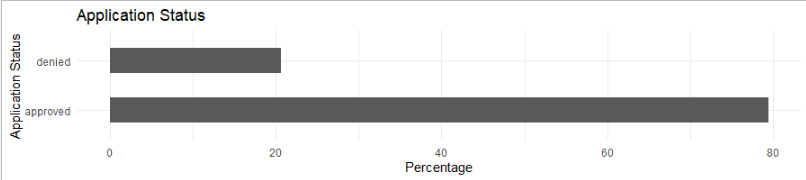 Application Status
Application Status
denied
approved
0 20 40 60 80
Percentage